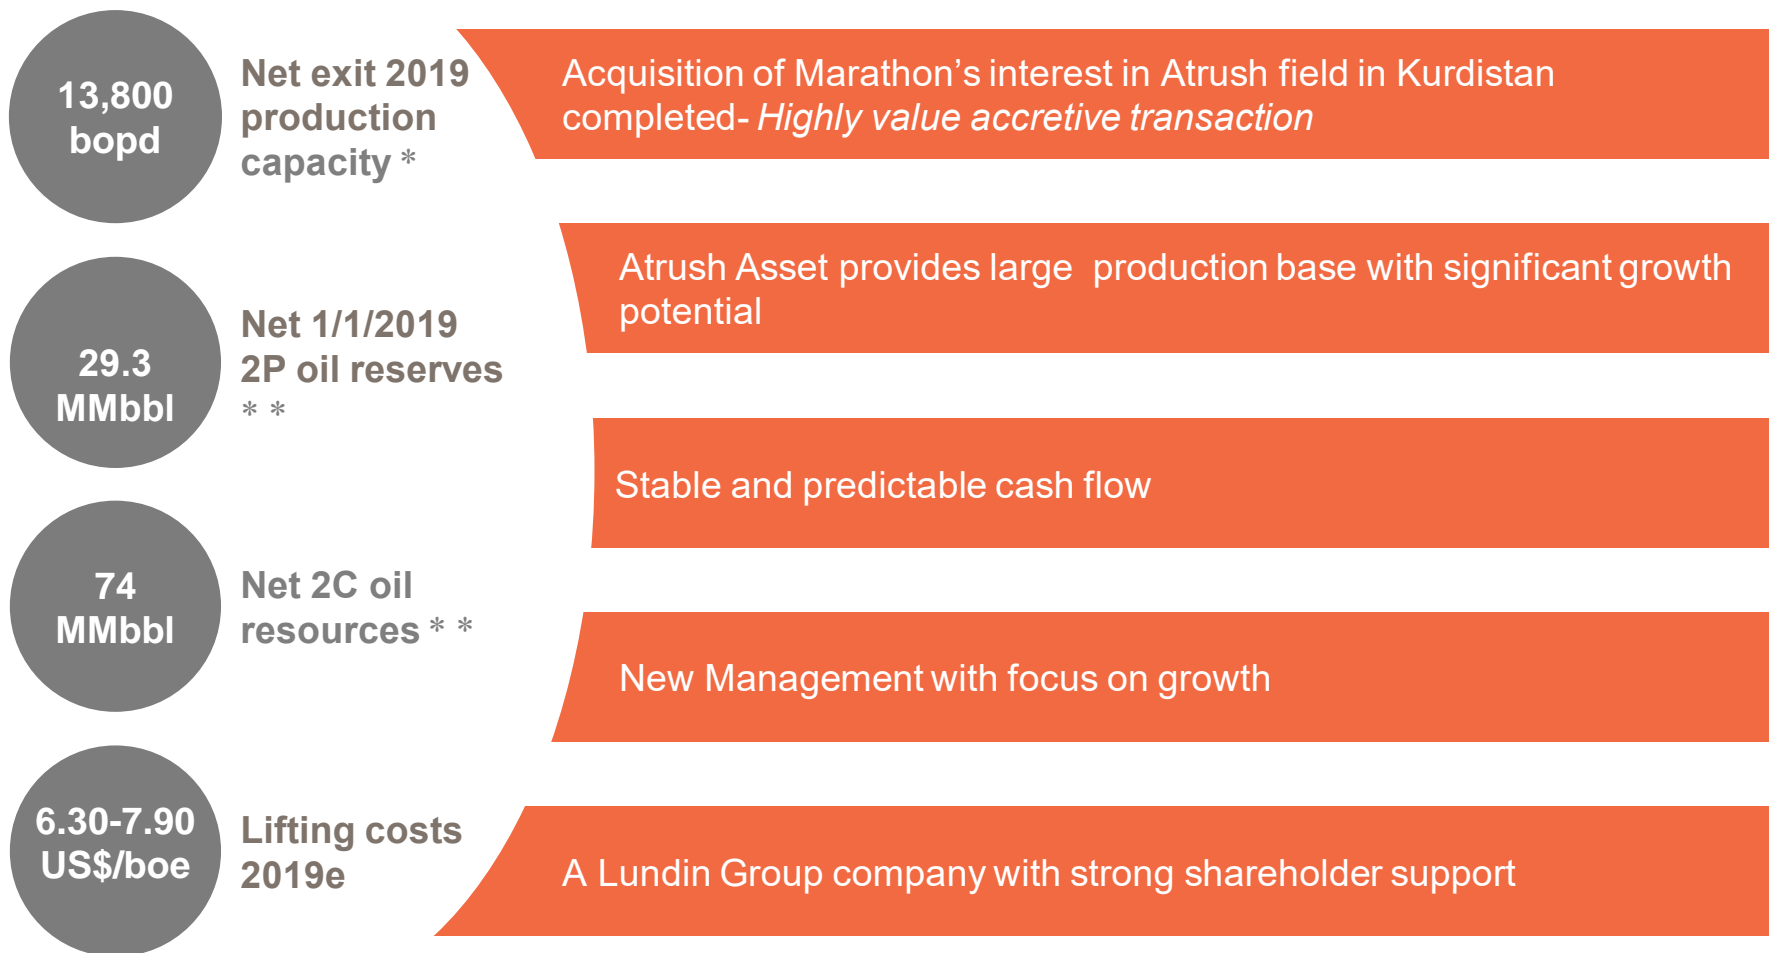 13,800
bopd
Net exit 2019
production
capacity *
29.3
MMbbl
Net 1/1/2019
2P oil reserves
* *
74
MMbbl
Net 2C oil
resources * *
6.30-7.90
US$/boe
Lifting costs
2019e
Acquisition of Marathon’s interest in Atrush field in Kurdistan
completed- Highly value accretive transaction
Atrush Asset provides large production base with significant growth
potential
Stable and predictable cash flow
New Management with focus on growth
A Lundin Group company with strong shareholder support